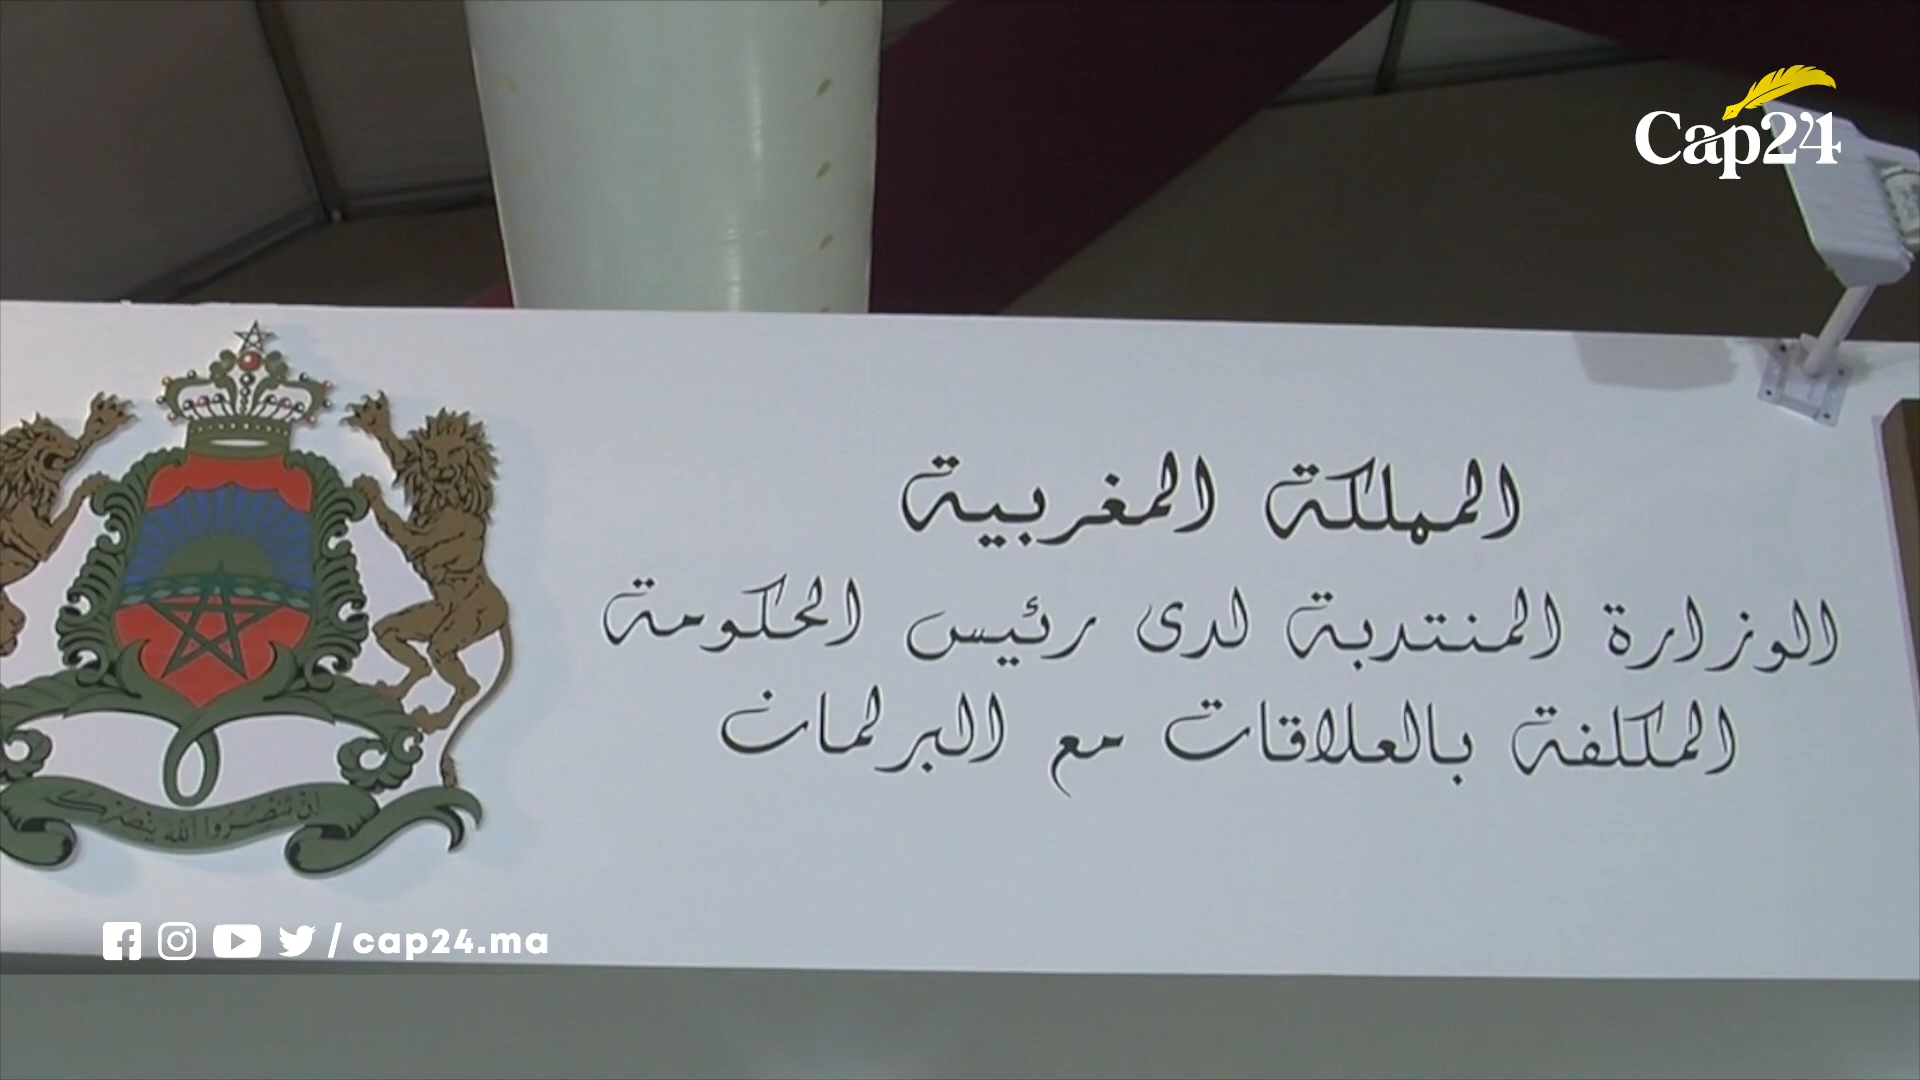 Cap24
المملكة المغربية
الوزارة المنتدبة لدى رئيس الحكومة
المكلفة بالعلاقات مع البرلمان
إن تنصروا الله ينصركم
/ cap24.ma